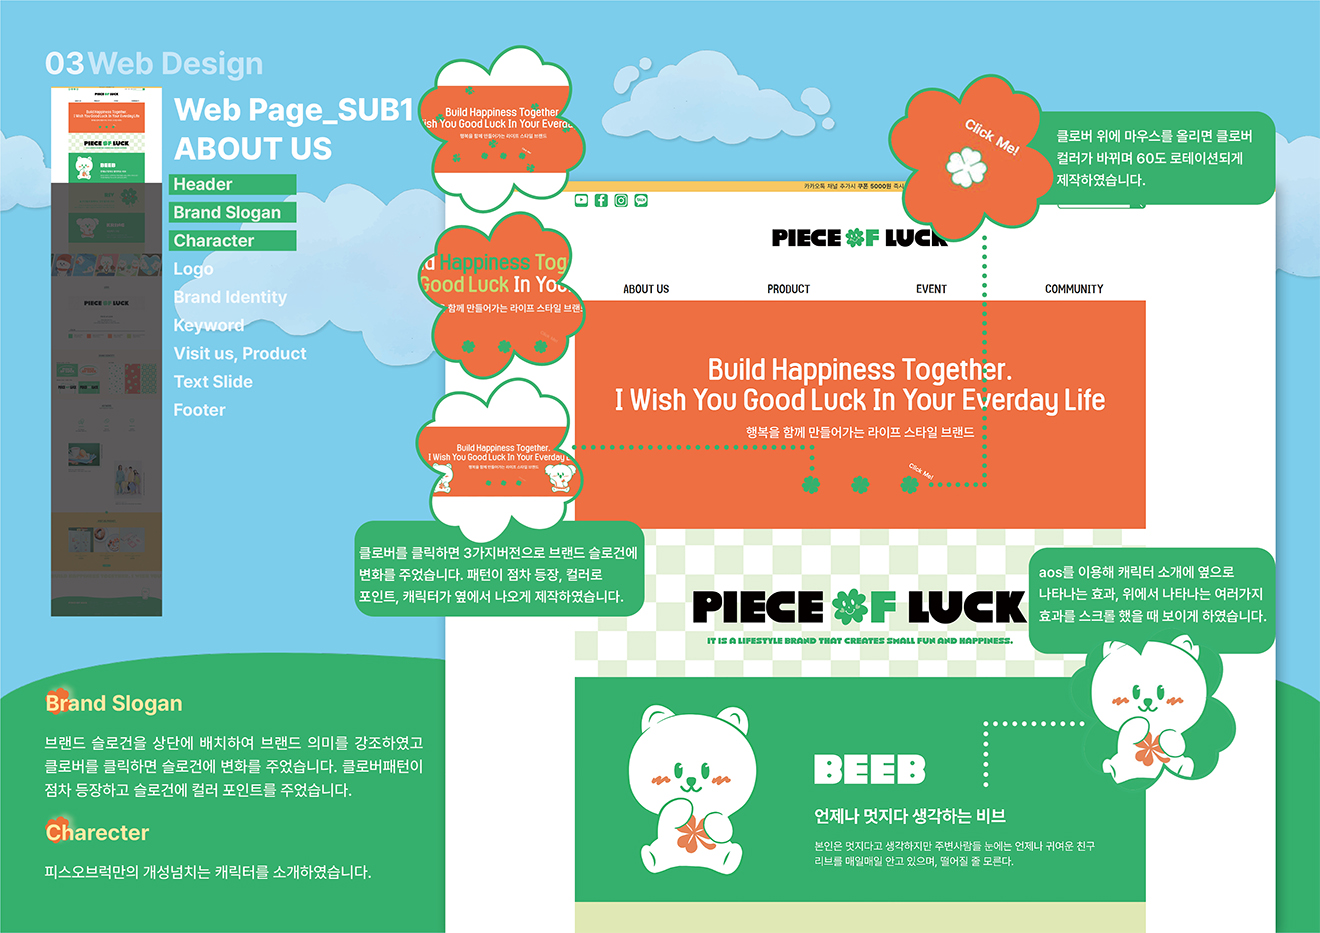 03 Web Design
Web Page_SUB1
ABOUT US
Header
Brand Slogan
Character
Logo
Brand Identity
Keyword
Visit us, Product
Text Slide
Footer
Build Happiness Together
행복을 함께 만들어가는 라이프 스타일 브랜드
Happiness Tog
Good Luck In You
함께 만들어가는 라이프 스타일 브랜
Build Happiness Together.
I Wish You Good Luck In Your Everday L
행복을 함께 만들어가는 라이프 스타일 브랜드
클로버를 클릭하면 3가지버전으로 브랜드 슬로건에
변화를 주었습니다. 패턴이 점차 등장, 컬러로
포인트, 캐릭터가 옆에서 나오게 제작하였습니다.
Click Me!
클로버 위에 마우스를 올리면 클로버
컬러가 바뀌며 60도 로테이션되게
제작하였습니다.
카카오톡 채널 추가시 쿠폰 5000원 즉시
PIECE OF LUCK
ABOUT US
PRODUCT
EVENT
COMMUNITY
Build Happiness Together.
I Wish You Good Luck In Your Everday Life
행복을 함께 만들어가는 라이프 스타일 브랜드
Click Me!
PIECE OF LUCK
IT IS A LIFESTYLE BRAND THAT CREATES SMALL FUN AND HAPPINESS.
aos를 이용해 캐릭터 소개에 옆으로
나타나는 효과, 위에서 나타나는 여러가지
효과를 스크롤 했을 때 보이게 하였습니다.
BEEB
언제나 멋지다 생각하는 비브
본인은 멋지다고 생각하지만 주변사람들 눈에는 언제나 귀여운 친구
리브를 매일매일 안고 있으며, 떨어질 줄 모른다.
Brand Slogan
브랜드 슬로건을 상단에 배치하여 브랜드 의미를 강조하였고
클로버를 클릭하면 슬로건에 변화를 주었습니다. 클로버패턴이
점차 등장하고 슬로건에 컬러 포인트를 주었습니다.
Charecter
피스오브럭만의 개성넘치는 캐릭터를 소개하였습니다.